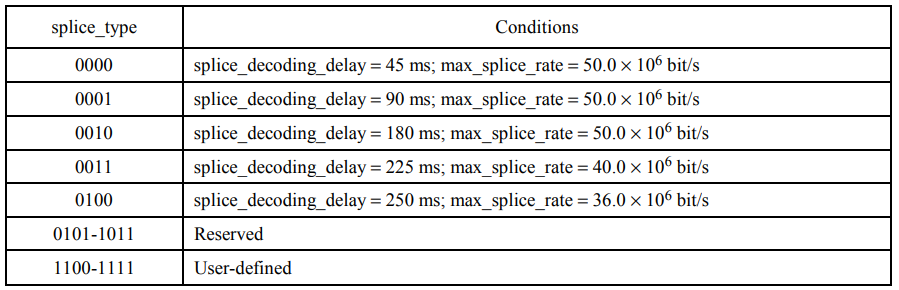 splice_type Conditions
0000 splice_decoding_delay = 45 ms; max_splice_rate = 50.0 × 10⁶ bit/s
0001 splice_decoding_delay = 90 ms; max_splice_rate = 50.0 × 10⁶ bit/s
0010 splice_decoding_delay = 180 ms; max_splice_rate = 50.0 × 10⁶ bit/s
0011 splice_decoding_delay = 225 ms; max_splice_rate = 40.0 × 10⁶ bit/s
0100 splice_decoding_delay = 250 ms; max_splice_rate = 36.0 × 10⁶ bit/s
0101-1011 Reserved
1100-1111 User-defined